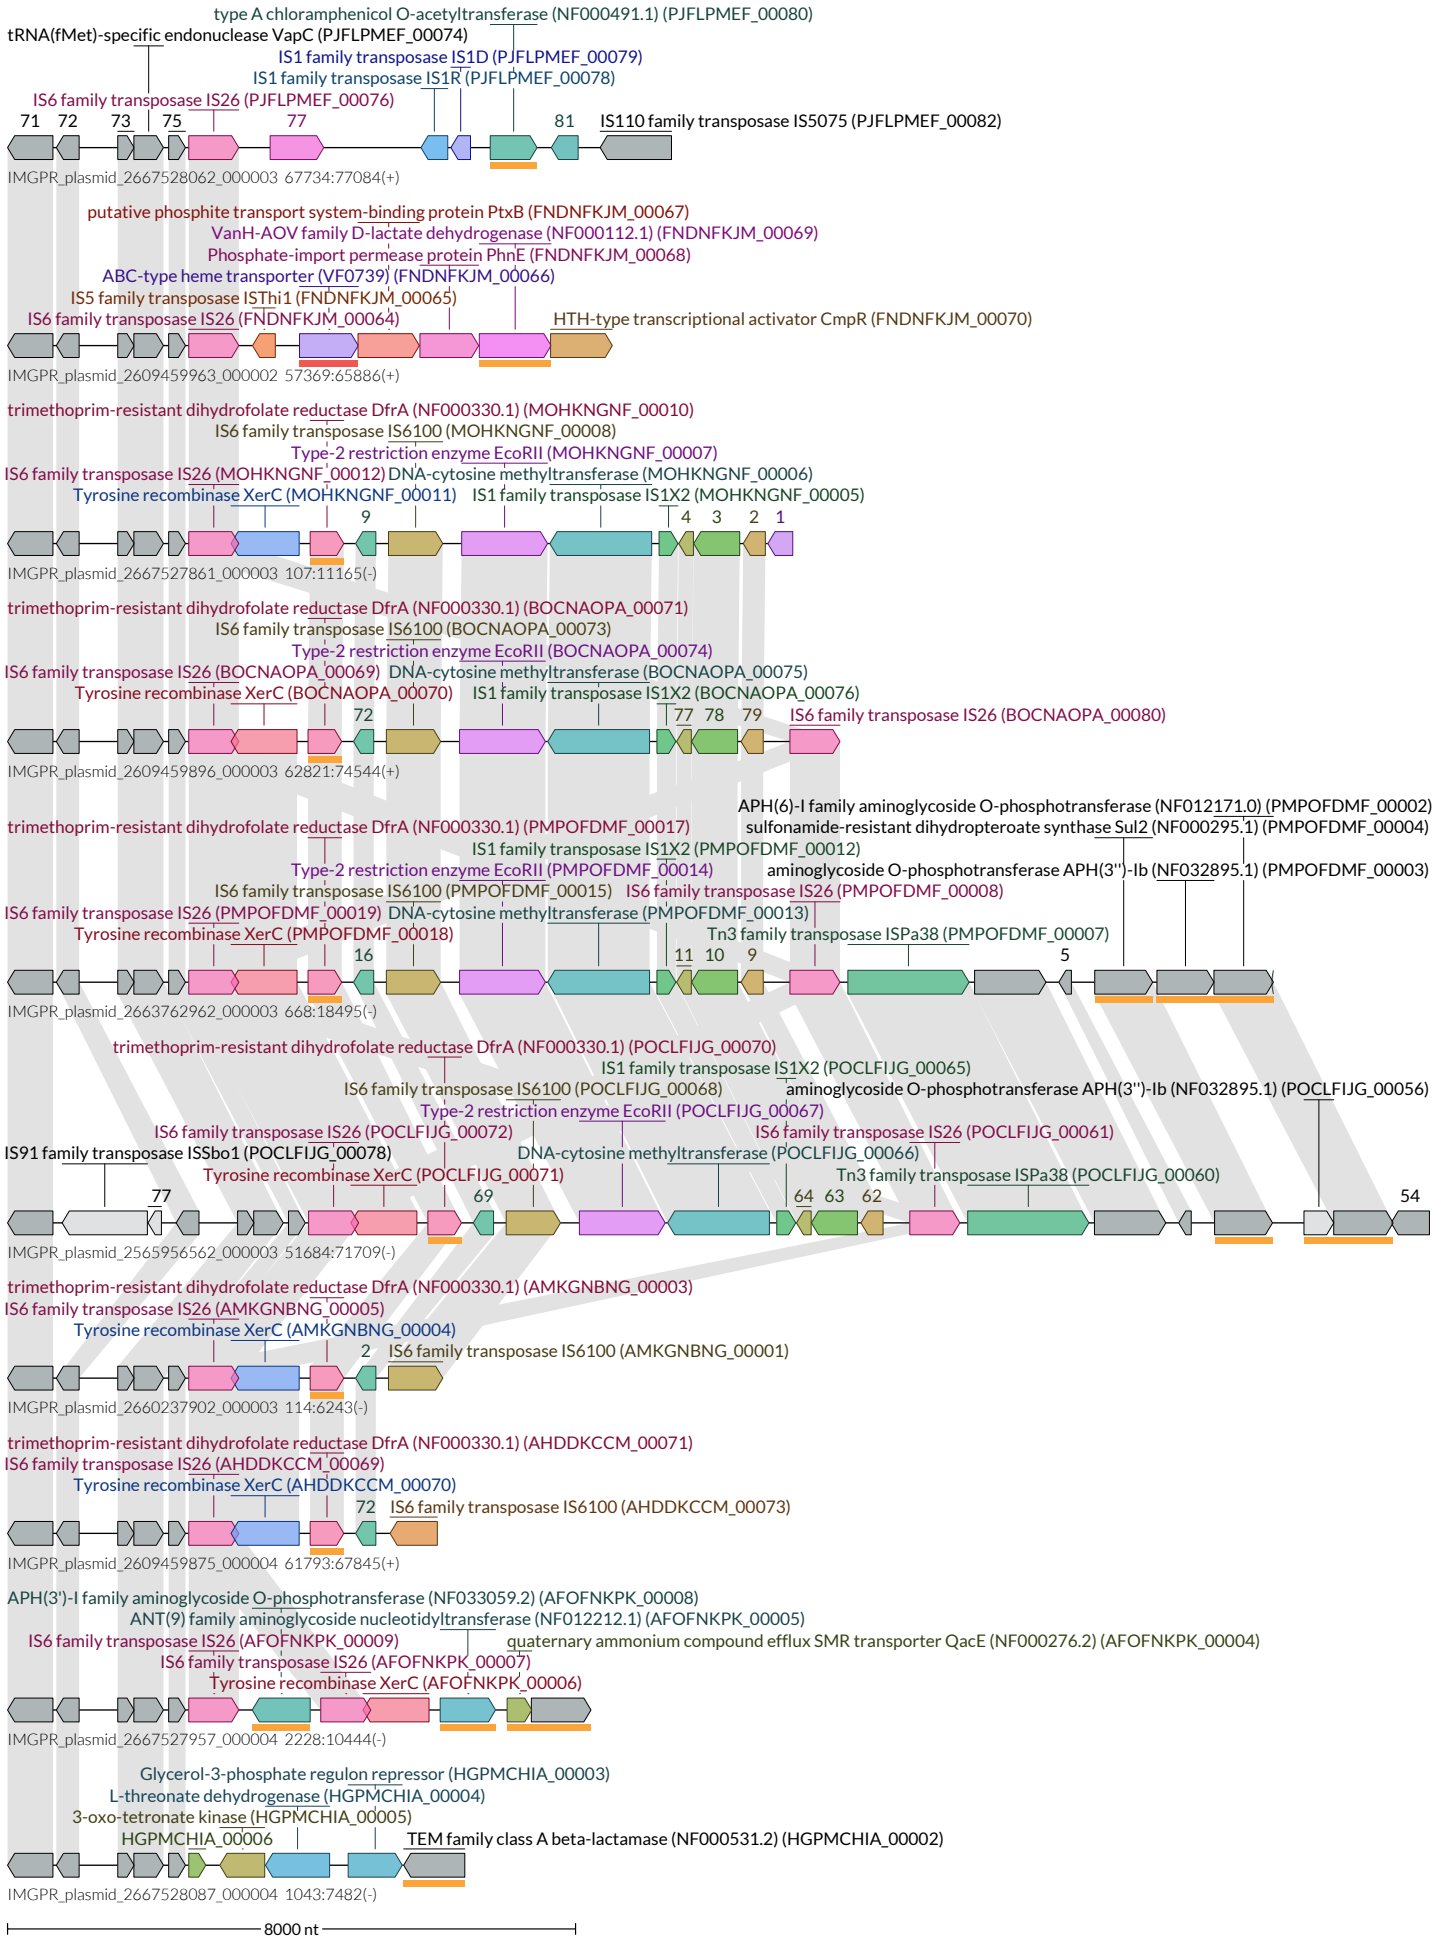 type A chloramphenicol O-acetyltransferase (NF000491.1) (PJFLPMEF_00080)
tRNA(fMet)-specific endonuclease VapC (PJFLPMEF_00074)
IS1 family transposase IS1D (PJFLPMEF_00079)
IS1 family transposase IS1R (PJFLPMEF_00078)
IS6 family transposase IS26 (PJFLPMEF_00076)
71 72 73 75 77 81 IS110 family transposase IS5075 (PJFLPMEF_00082)
IMGPR_plasmid_2667528062_000003 67734:77084(+)
putative phosphite transport system-binding protein PtxB (FNDNFKJM_00067)
VanH-AOV family D-lactate dehydrogenase (NF000112.1) (FNDNFKJM_00069)
Phosphate-import permease protein PhnE (FNDNFKJM_00068)
ABC-type heme transporter (VF0739) (FNDNFKJM_00066)
IS5 family transposase ISThi1 (FNDNFKJM_00065)
IS6 family transposase IS26 (FNDNFKJM_00064) HTH-type transcriptional activator CmpR (FNDNFKJM_00070)
IMGPR_plasmid_2609459963_000002 57369:65886(+)
trimethoprim-resistant dihydrofolate reductase DfrA (NF000330.1) (MOHKNGNF_00010)
IS6 family transposase IS6100 (MOHKNGNF_00008)
Type-2 restriction enzyme EcoRII (MOHKNGNF_00007)
IS6 family transposase IS26 (MOHKNGNF_00012) DNA-cytosine methyltransferase (MOHKNGNF_00006)
Tyrosine recombinase XerC (MOHKNGNF_00011) IS1 family transposase IS1X2 (MOHKNGNF_00005)
9 4 3 2 1
IMGPR_plasmid_2667527861_000003 107:11165(-)
trimethoprim-resistant dihydrofolate reductase DfrA (NF000330.1) (BOCNAOPA_00071)
IS6 family transposase IS6100 (BOCNAOPA_00073)
Type-2 restriction enzyme EcoRII (BOCNAOPA_00074)
IS6 family transposase IS26 (BOCNAOPA_00069) DNA-cytosine methyltransferase (BOCNAOPA_00075)
Tyrosine recombinase XerC (BOCNAOPA_00070) IS1 family transposase IS1X2 (BOCNAOPA_00076)
72 77 78 79 IS6 family transposase IS26 (BOCNAOPA_00080)
IMGPR_plasmid_2609459896_000003 62821:74544(+)
APH(6)-I family aminoglycoside O-phosphotransferase (NF012171.0) (PMPOFDMF_00002)
trimethoprim-resistant dihydrofolate reductase DfrA (NF000330.1) (PMPOFDMF_00017) sulfonamide-resistant dihydropteroate synthase Sul2 (NF000295.1) (PMPOFDMF_00004)
IS1 family transposase IS1X2 (PMPOFDMF_00012)
Type-2 restriction enzyme EcoRII (PMPOFDMF_00014) aminoglycoside O-phosphotransferase APH(3'')-Ib (NF032895.1) (PMPOFDMF_00003)
IS6 family transposase IS6100 (PMPOFDMF_00015) IS6 family transposase IS26 (PMPOFDMF_00008)
IS6 family transposase IS26 (PMPOFDMF_00019) DNA-cytosine methyltransferase (PMPOFDMF_00013)
Tyrosine recombinase XerC (PMPOFDMF_00018) Tn3 family transposase ISPa38 (PMPOFDMF_00007)
16 11 10 9 5
IMGPR_plasmid_2663762962_000003 668:18495(-)
trimethoprim-resistant dihydrofolate reductase DfrA (NF000330.1) (POCLFIJG_00070)
IS1 family transposase IS1X2 (POCLFIJG_00065)
IS6 family transposase IS6100 (POCLFIJG_00068) aminoglycoside O-phosphotransferase APH(3'')-Ib (NF032895.1) (POCLFIJG_00056)
Type-2 restriction enzyme EcoRII (POCLFIJG_00067)
IS6 family transposase IS26 (POCLFIJG_00072) IS6 family transposase IS26 (POCLFIJG_00061)
IS91 family transposase ISSbo1 (POCLFIJG_00078) DNA-cytosine methyltransferase (POCLFIJG_00066)
Tyrosine recombinase XerC (POCLFIJG_00071) Tn3 family transposase ISPa38 (POCLFIJG_00060)
77 69 64 63 62 54
IMGPR_plasmid_2565956562_000003 51684:71709(-)
trimethoprim-resistant dihydrofolate reductase DfrA (NF000330.1) (AMKGNBNG_00003)
IS6 family transposase IS26 (AMKGNBNG_00005)
Tyrosine recombinase XerC (AMKGNBNG_00004)
2 IS6 family transposase IS6100 (AMKGNBNG_00001)
IMGPR_plasmid_2660237902_000003 114:6243(-)
trimethoprim-resistant dihydrofolate reductase DfrA (NF000330.1) (AHDDKCCM_00071)
IS6 family transposase IS26 (AHDDKCCM_00069)
Tyrosine recombinase XerC (AHDDKCCM_00070)
72 IS6 family transposase IS6100 (AHDDKCCM_00073)
IMGPR_plasmid_2609459875_000004 61793:67845(+)
APH(3')-I family aminoglycoside O-phosphotransferase (NF033059.2) (AFOFNKPK_00008)
ANT(9) family aminoglycoside nucleotidyltransferase (NF012212.1) (AFOFNKPK_00005)
IS6 family transposase IS26 (AFOFNKPK_00009) quaternary ammonium compound efflux SMR transporter QacE (NF000276.2) (AFOFNKPK_00004)
IS6 family transposase IS26 (AFOFNKPK_00007)
Tyrosine recombinase XerC (AFOFNKPK_00006)
IMGPR_plasmid_2667527957_000004 2228:10444(-)
Glycerol-3-phosphate regulon repressor (HGPMCHIA_00003)
L-threonate dehydrogenase (HGPMCHIA_00004)
3-oxo-tetronate kinase (HGPMCHIA_00005)
HGPMCHIA_00006 TEM family class A beta-lactamase (NF000531.2) (HGPMCHIA_00002)
IMGPR_plasmid_2667528087_000004 1043:7482(-)
8000 nt